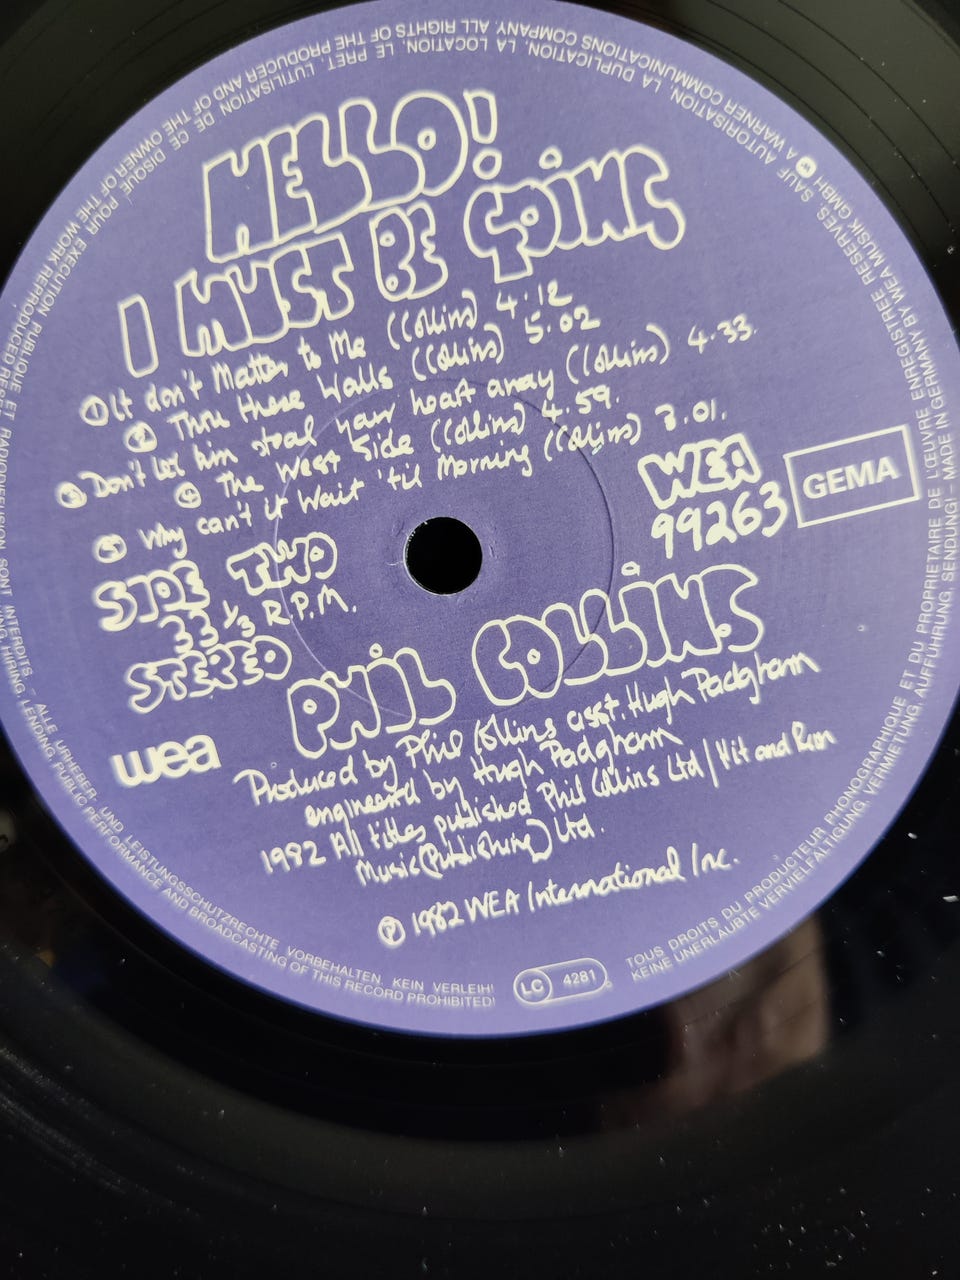 HELLO!
I MUST BE GOING
① It don't Matter to Me (Collins) 4.12
② Thru these Walls (Collins) 5.02
③ Don't let him steal your heart away (Collins) 4.33.
④ The West Side (Collins) 4.59.
⑤ Why can't it Wait 'til Morning (Collins) 3.01.
WEA
99263
GEMA
SIDE TWO
33 1/3 R.P.M.
STEREO
PHIL COLLINS
wea
Produced by Phil Collins asst. Hugh Padgham
engineered by Hugh Padgham
1982 All titles published Phil Collins Ltd / Hit and Run
Music (Publishing) Ltd.
℗ 1982 WEA International Inc.
LC 4281
TOUS DROITS DU PRODUCTEUR PHONOGRAPHIQUE ET DU PROPRIETAIRE DE L'ŒUVRE ENREGISTREE RESERVES. SAUF AUTORISATION, LA DUPLICATION, LA LOCATION, LE PRET, L'UTILISATION DE CE DISQUE POUR EXECUTION PUBLIQUE ET RADIODIFFUSION SONT INTERDITS – ALLE URHEBER- UND LEISTUNGSSCHUTZRECHTE VORBEHALTEN. KEIN VERLEIH!
KEINE UNERLAUBTE VERVIELFÄLTIGUNG, VERMIETUNG, AUFFÜHRUNG, SENDUNG! – MADE IN GERMANY BY WEA MUSIK GMBH A WARNER COMMUNICATIONS COMPANY. ALL RIGHTS OF THE PRODUCER AND OF THE OWNER OF THE WORK REPRODUCED HIRING, LENDING, PUBLIC PERFORMANCE AND BROADCASTING OF THIS RECORD PROHIBITED!